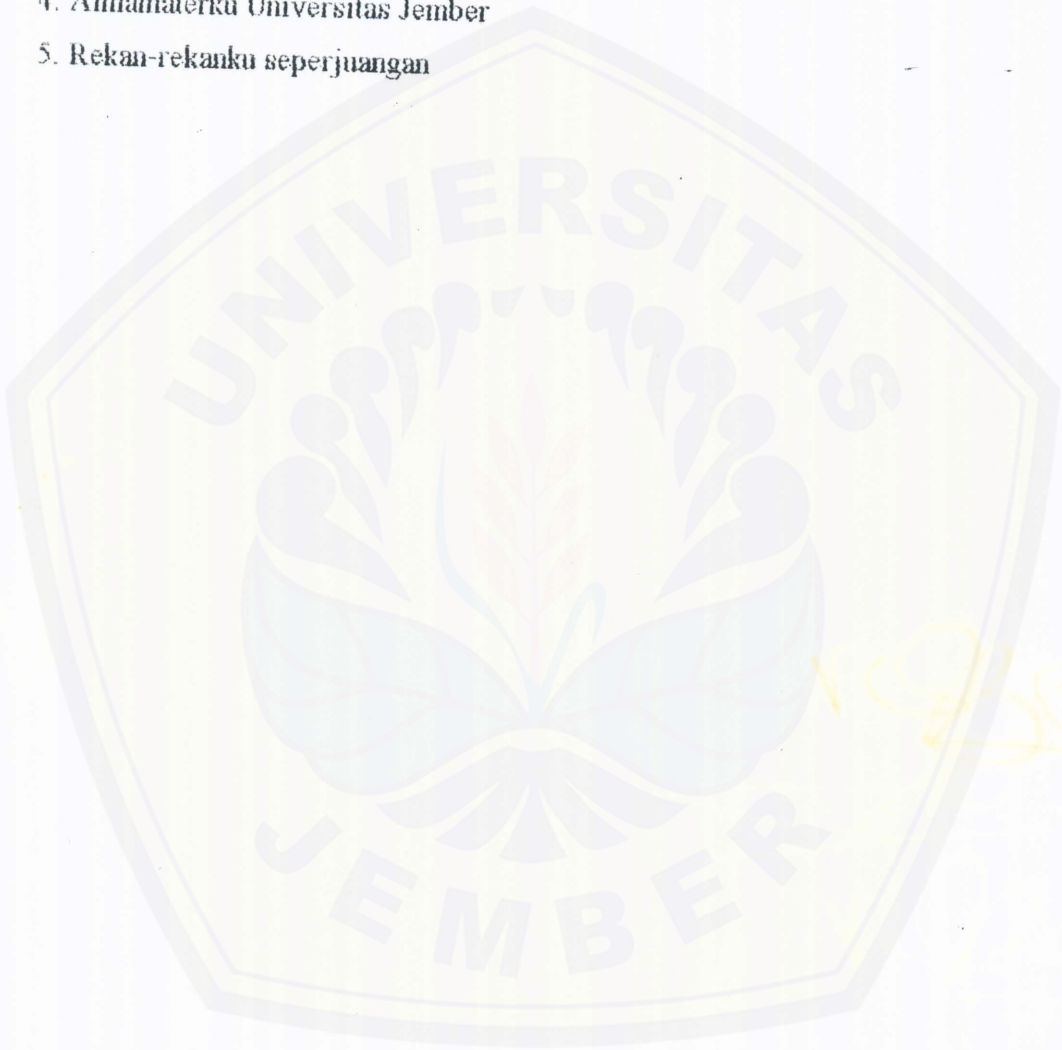 4. Almamaterku Universitas Jember
5. Rekan-rekanku seperjuangan
UNIVERSITAS
JEMBER